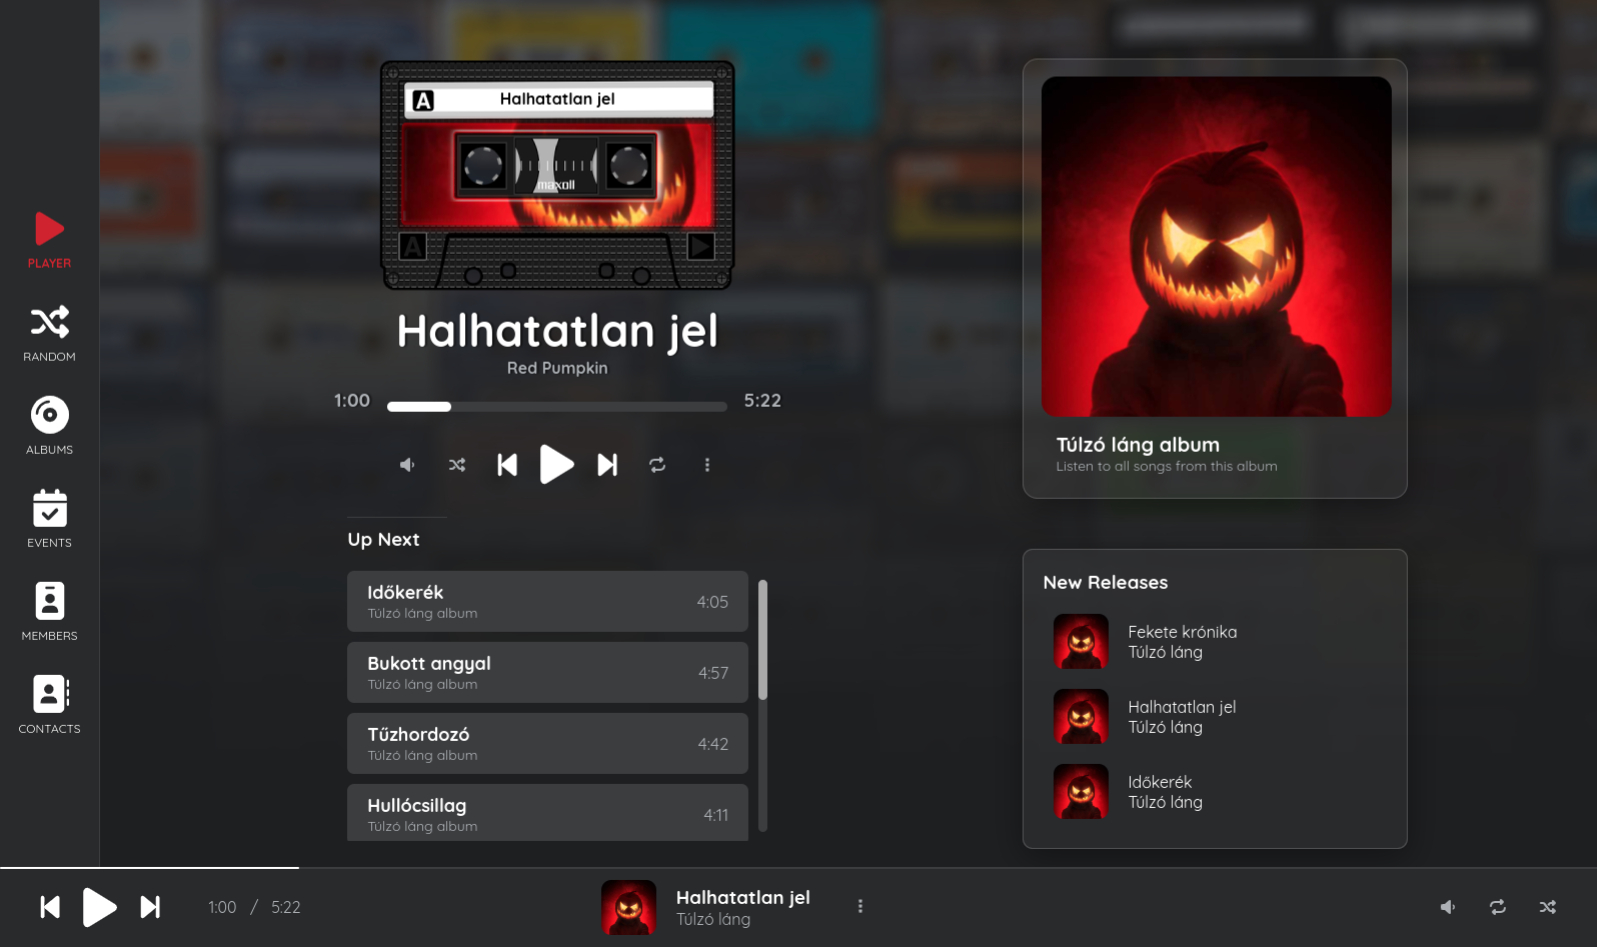 PLAYER
RANDOM
ALBUMS
EVENTS
MEMBERS
CONTACTS
A Halhatatlan jel
maxoll
A
Halhatatlan jel
Red Pumpkin
1:00 5:22
Up Next
Időkerék
Túlzó láng album
4:05
Bukott angyal
Túlzó láng album
4:57
Tűzhordozó
Túlzó láng album
4:42
Hullócsillag
Túlzó láng album
4:11
Túlzó láng album
Listen to all songs from this album
New Releases
Fekete krónika
Túlzó láng
Halhatatlan jel
Túlzó láng
Időkerék
Túlzó láng
1:00 / 5:22
Halhatatlan jel
Túlzó láng